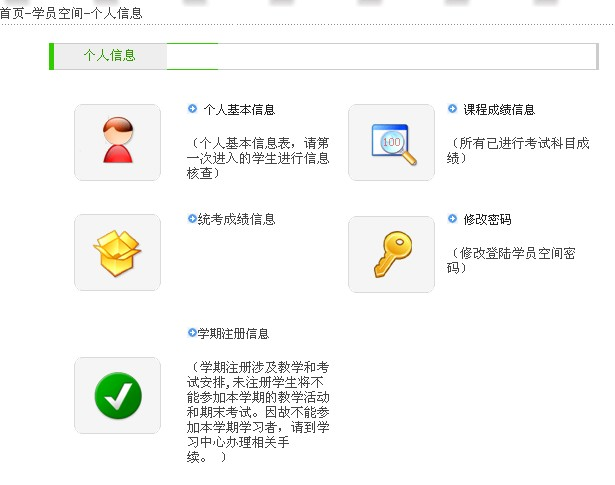 首页-学员空间-个人信息
个人信息
个人基本信息
（个人基本信息表，请第
一次进入的学生进行信息
核查）
课程成绩信息
（所有已进行考试科目成
绩）
100
统考成绩信息
修改密码
（修改登陆学员空间密
码）
学期注册信息
（学期注册涉及教学和考
试安排,未注册学生将不
能参加本学期的教学活动
和期末考试。因故不能参
加本学期学习者，请到学
习中心办理相关手
续。 ）